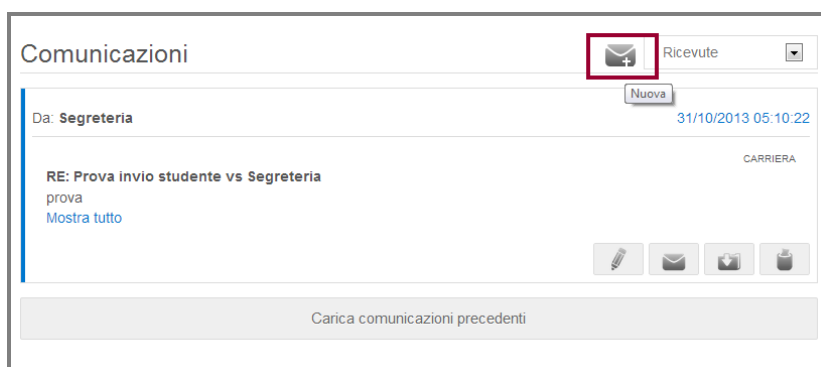 Comunicazioni
Ricevute
Nuova
Da: Segreteria
31/10/2013 05:10:22
CARRIERA
RE: Prova invio studente vs Segreteria
prova
Mostra tutto
Carica comunicazioni precedenti